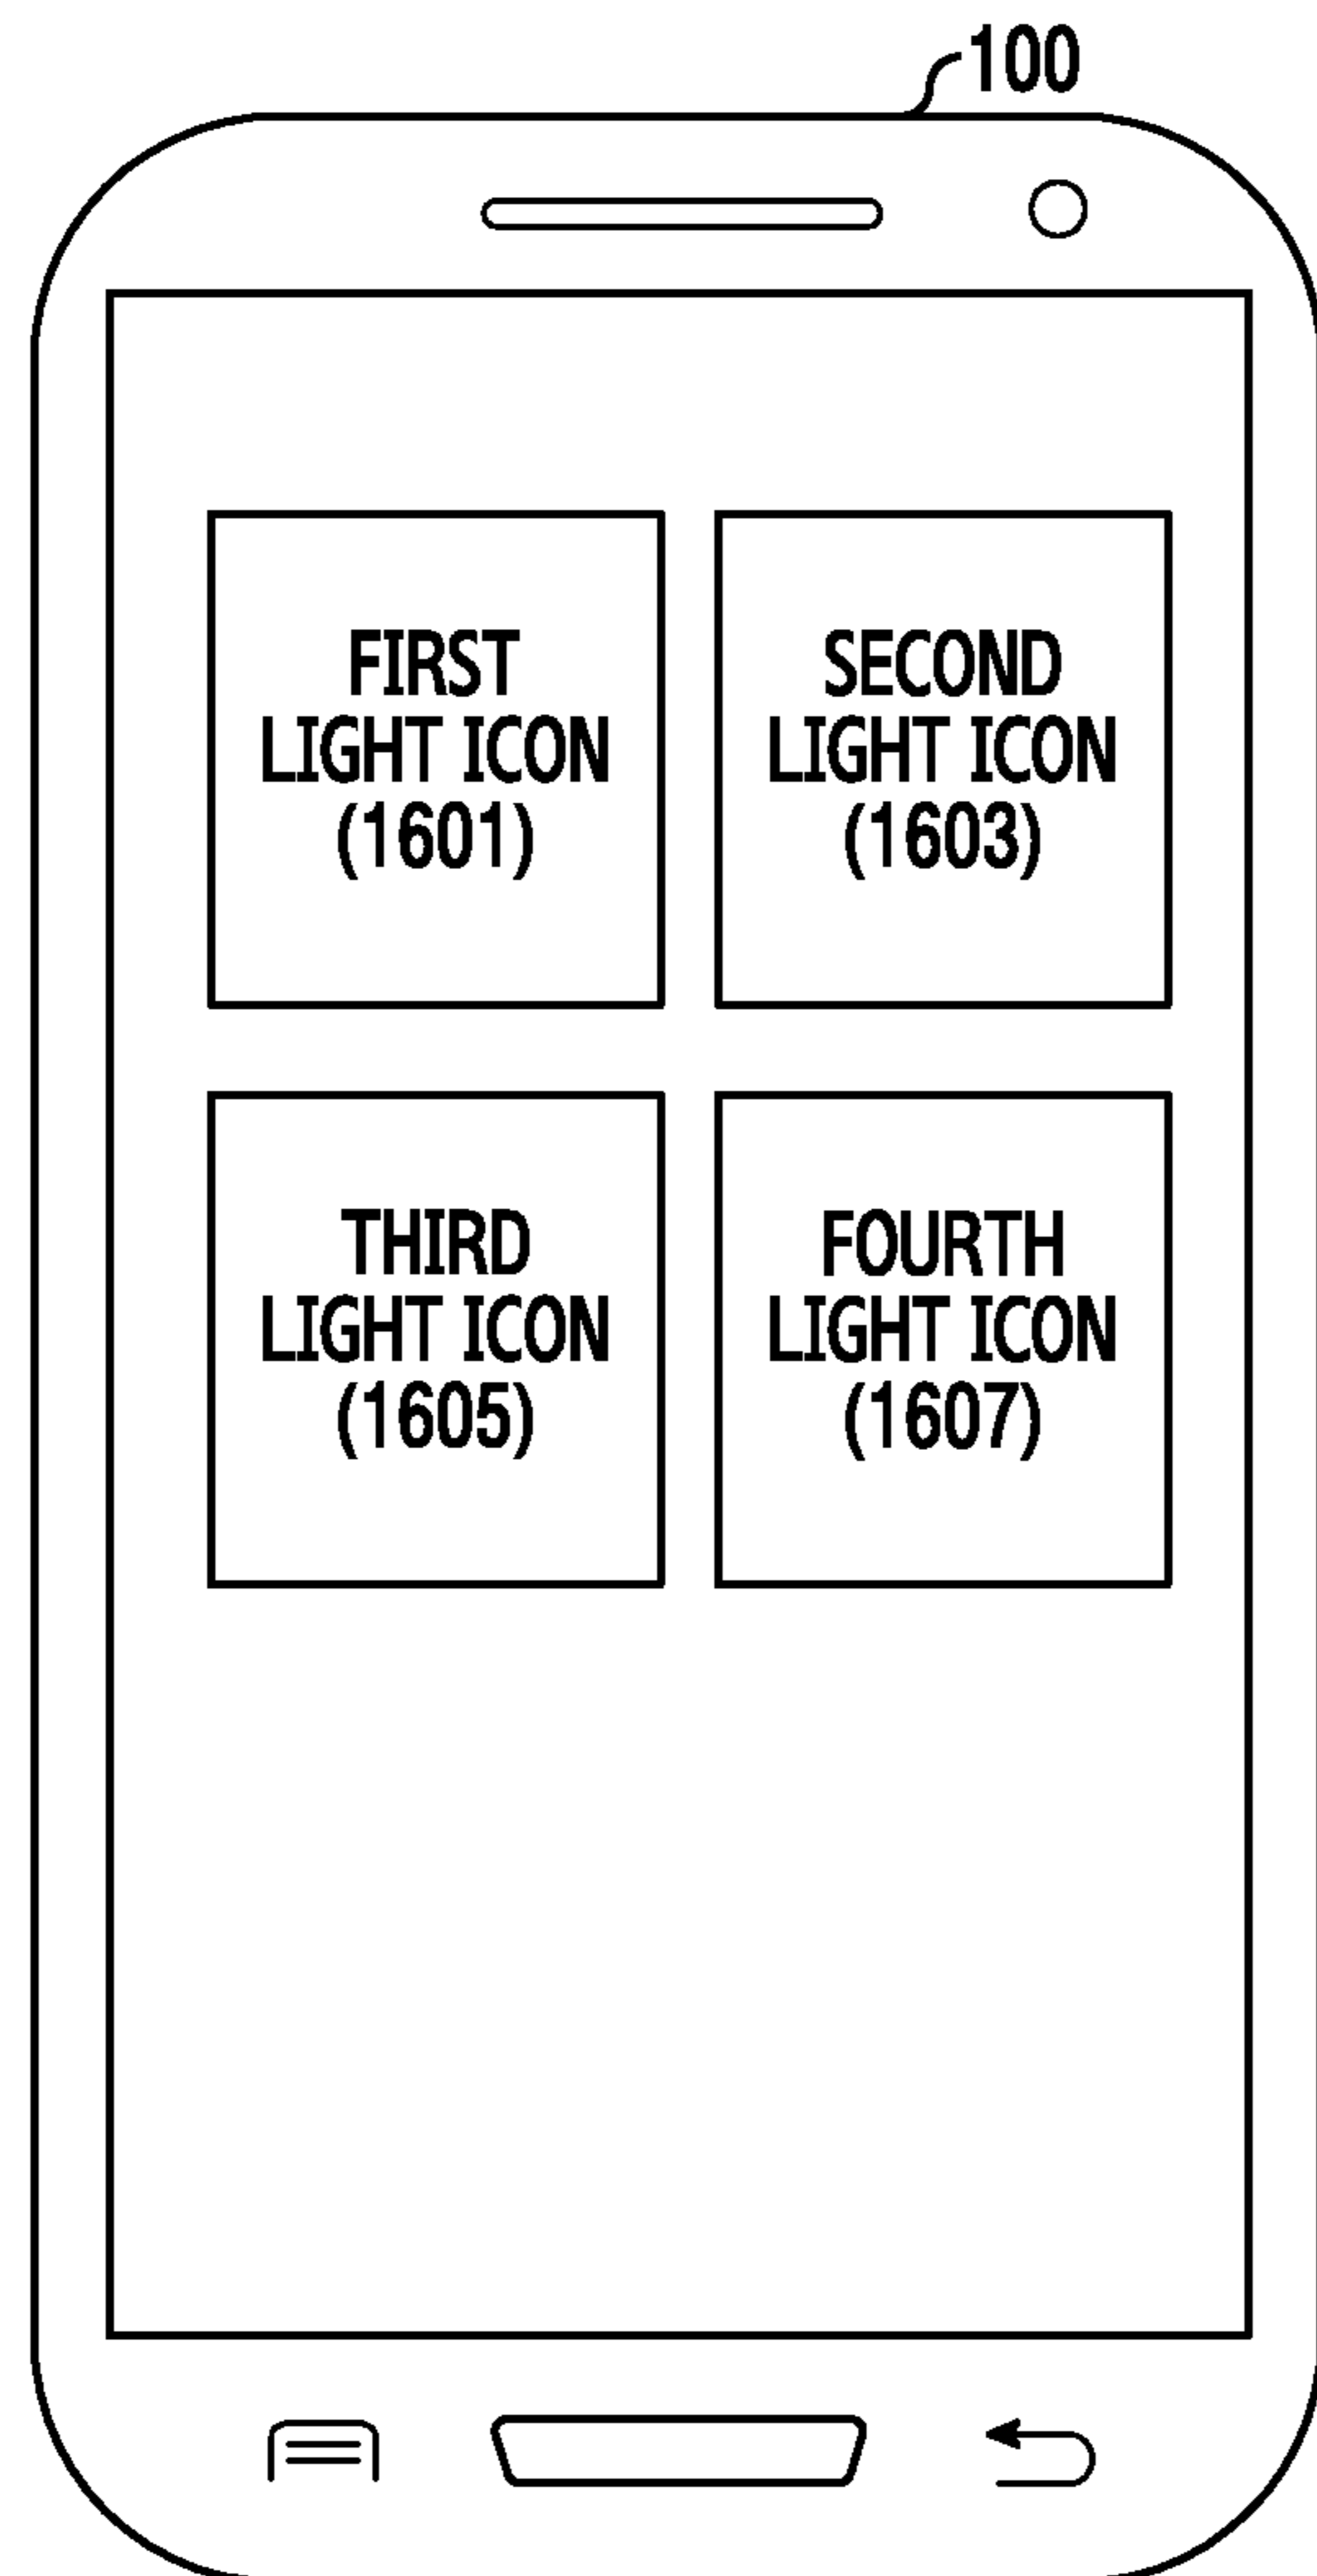 100
FIRST
LIGHT ICON
(1601)
SECOND
LIGHT ICON
(1603)
THIRD
LIGHT ICON
(1605)
FOURTH
LIGHT ICON
(1607)